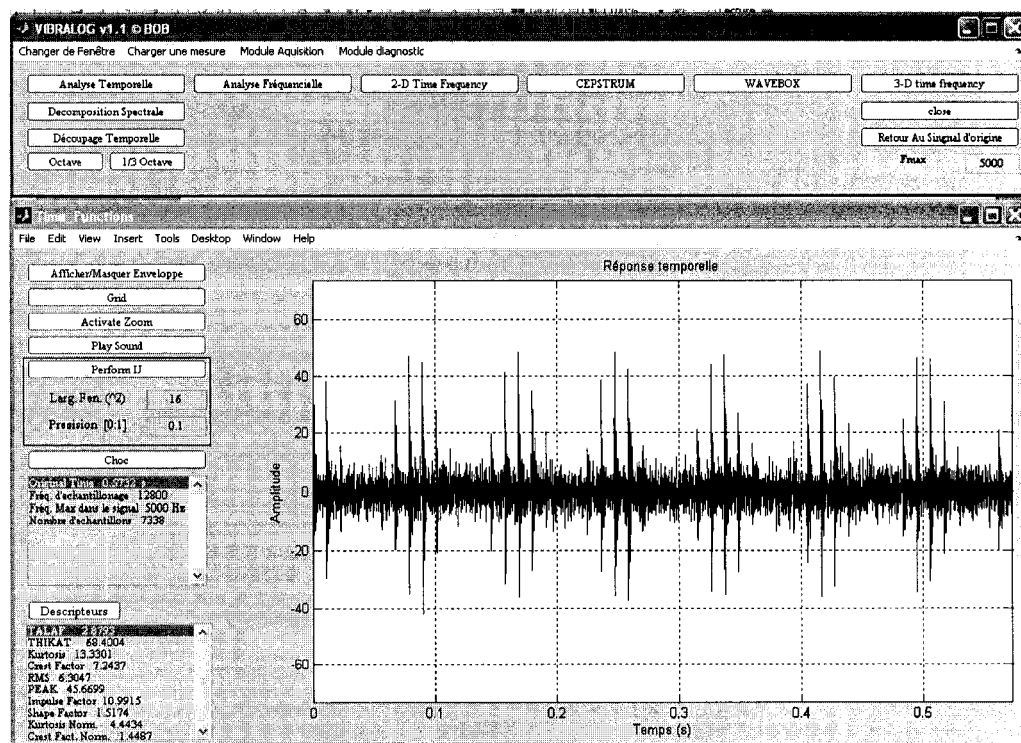 VIBRALOG v1.1 © BOB
Changer de Fenêtre Charger une mesure Module Aquisition Module diagnostic
Analyse Temporelle Analyse Fréquencielle 2-D Time Frequency CEPSTRUM WAVEBOX 3-D time frequency
Decomposition Spectrale close
Découpage Temporelle Retour Au Singnal d'origine
Octave 1/3 Octave Fmax 5000
Time Functions
File Edit View Insert Tools Desktop Window Help
Afficher/Masquer Enveloppe
Grid
Activate Zoom
Play Sound
Perform IJ
Larg. Fen. (^2) 16
Precision [0:1] 0.1
Choc
Original Time 0.5732 s
Fréq. d'echantillonage 12800
Fréq. Max dans le signal 5000 Hz
Nombre d'echantillons 7338
Descripteurs
TALAF
THIKAT 68.4004
Kurtosis 13.3301
Crest Factor 7.2437
RMS 6.3047
PEAK 45.6699
Impulse Factor 10.9915
Shape Factor 1.5174
Kurtosis Norm. 4.4434
Crest Fact. Norm. 1.4487
Réponse temporelle
Amplitude
60
40
20
0
-20
-40
-60
0 0.1 0.2 0.3 0.4 0.5
Temps (s)